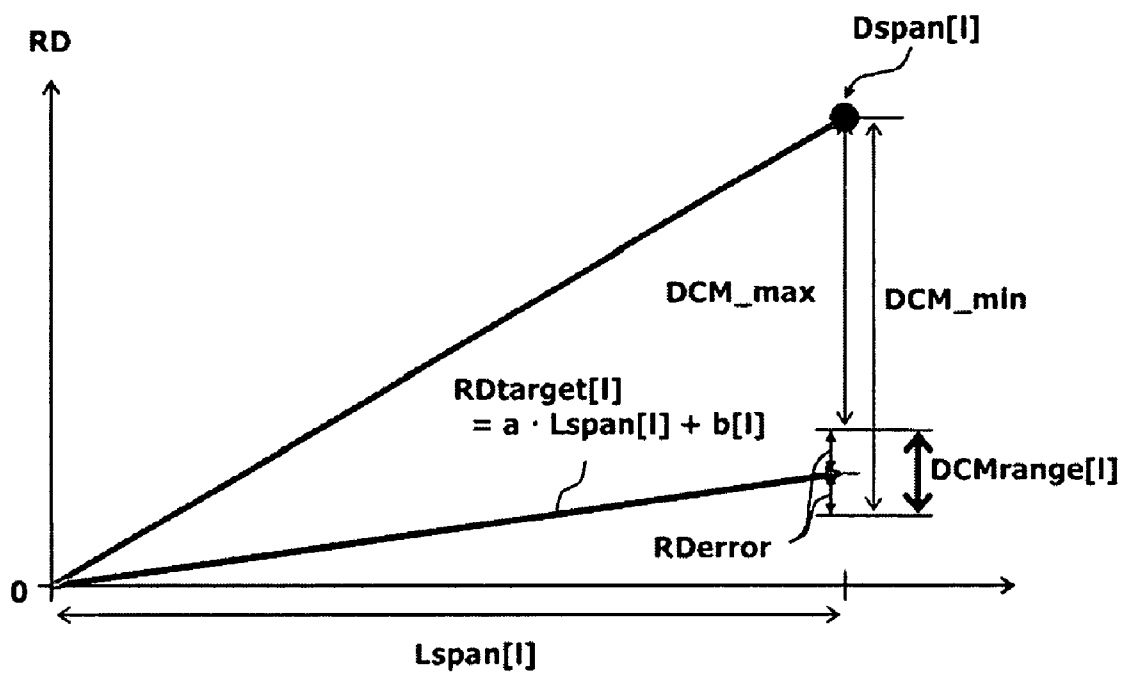 Dspan[l]
RD
DCM_max
DCM_min
RDtarget[l]
= a · Lspan[l] + b[l]
DCMrange[l]
RDerror
0
Lspan[l]